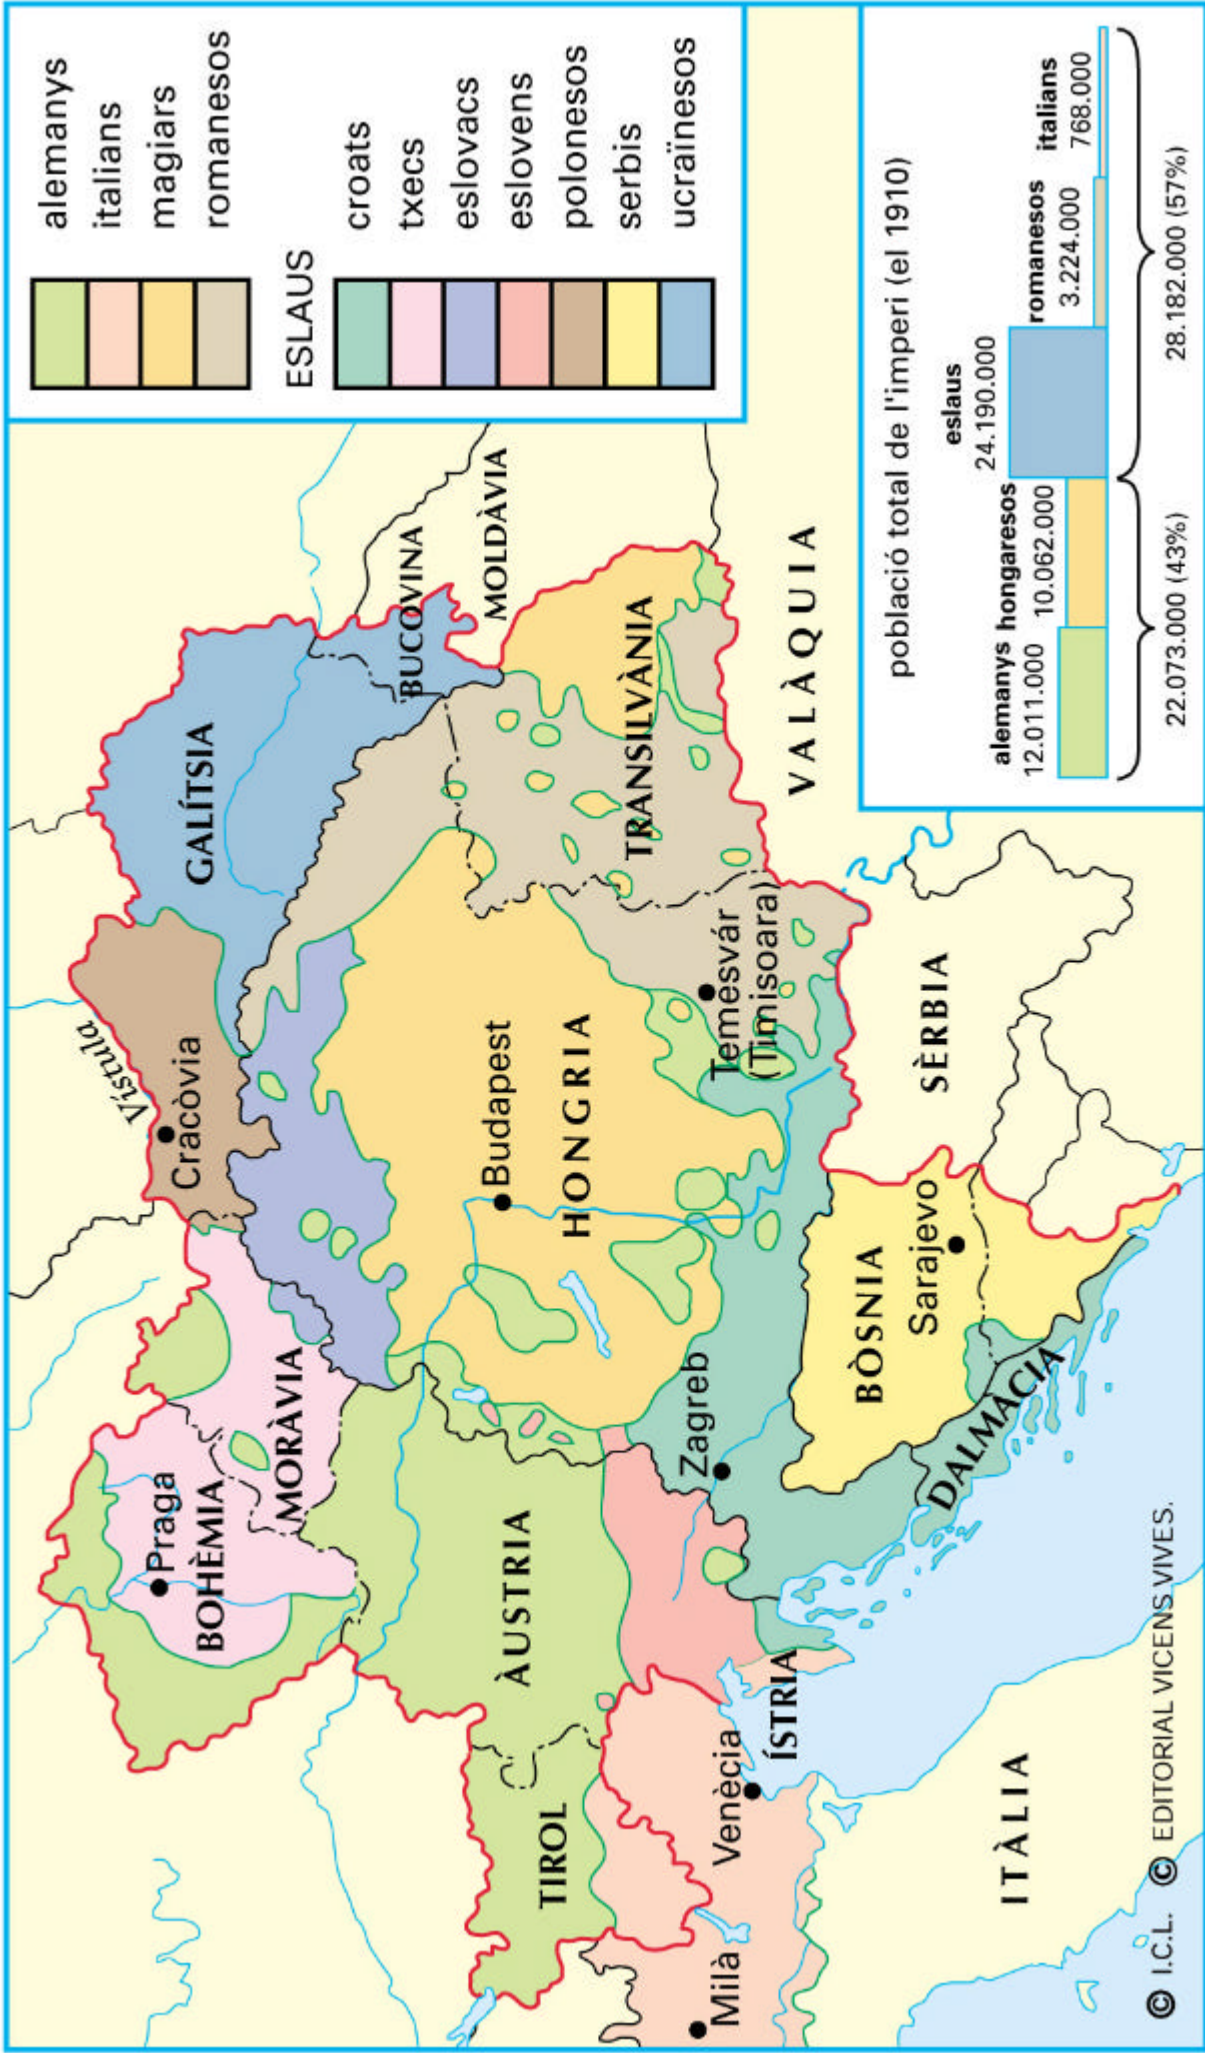 alemanys
italians
magiars
romanesos
ESLAUS
croats
txecs
eslovacs
eslovens
polonesos
serbis
ucraïnesos
Vístula
Cracòvia
GALÍTSIA
BUCOVINA
MOLDÀVIA
Praga
BOHÈMIA
MORÀVIA
ÀUSTRIA
TIROL
Budapest
HONGRIA
TRANSILVÀNIA
VALÀQUIA
Temesvár
(Timisoara)
Zagreb
BÒSNIA
Sarajevo
SÈRBIA
DALMACIA
ÍSTRIA
Venècia
Milà
ITÀLIA
població total de l'imperi (el 1910)
alemanys
12.011.000
hongaresos
10.062.000
eslaus
24.190.000
romanesos
3.224.000
italians
768.000
22.073.000 (43%)
28.182.000 (57%)
© I.C.L. © EDITORIAL VICENS VIVES.